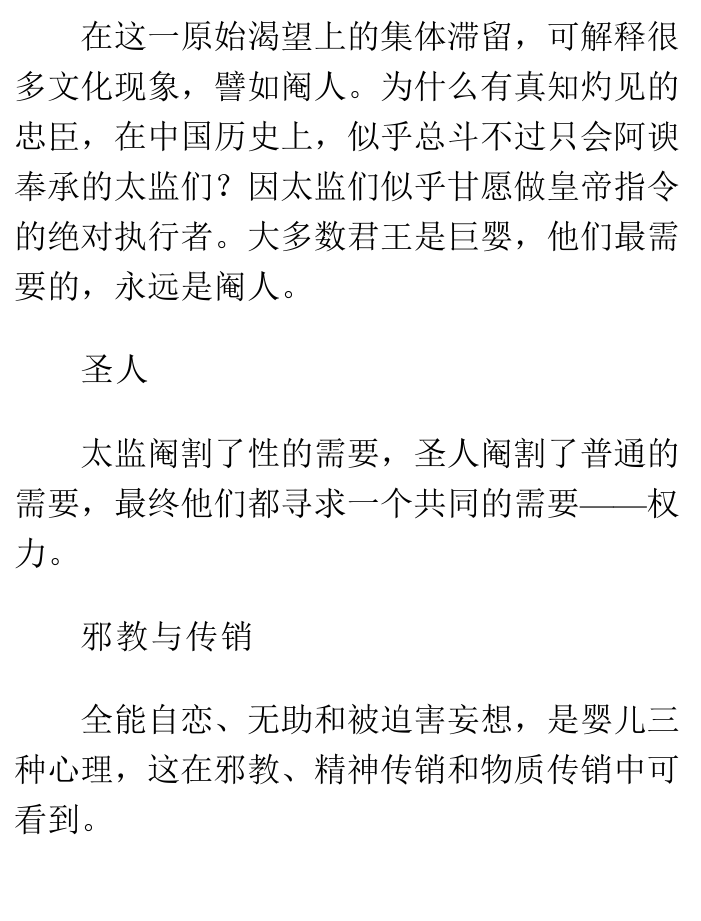 在这一原始渴望上的集体滞留，可解释很
多文化现象，譬如阉人。为什么有真知灼见的
忠臣，在中国历史上，似乎总斗不过只会阿谀
奉承的太监们？因太监们似乎甘愿做皇帝指令
的绝对执行者。大多数君王是巨婴，他们最需
要的，永远是阉人。
圣人
太监阉割了性的需要，圣人阉割了普通的
需要，最终他们都寻求一个共同的需要——权
力。
邪教与传销
全能自恋、无助和被迫害妄想，是婴儿三
种心理，这在邪教、精神传销和物质传销中可
看到。